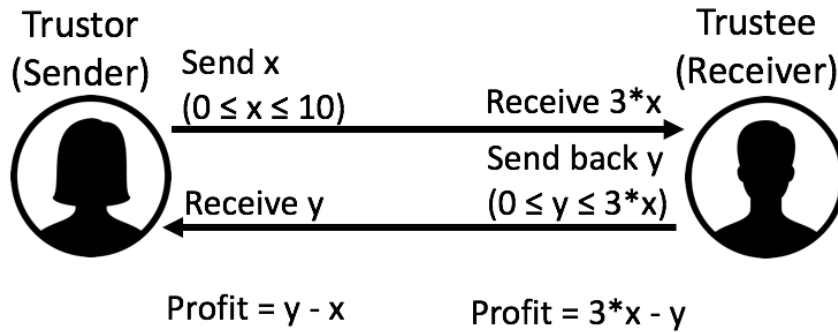 Trustor
(Sender)
Trustee
(Receiver)
Send x
(0 ≤ x ≤ 10)
Receive 3*x
Send back y
(0 ≤ y ≤ 3*x)
Receive y
Profit = y - x
Profit = 3*x - y